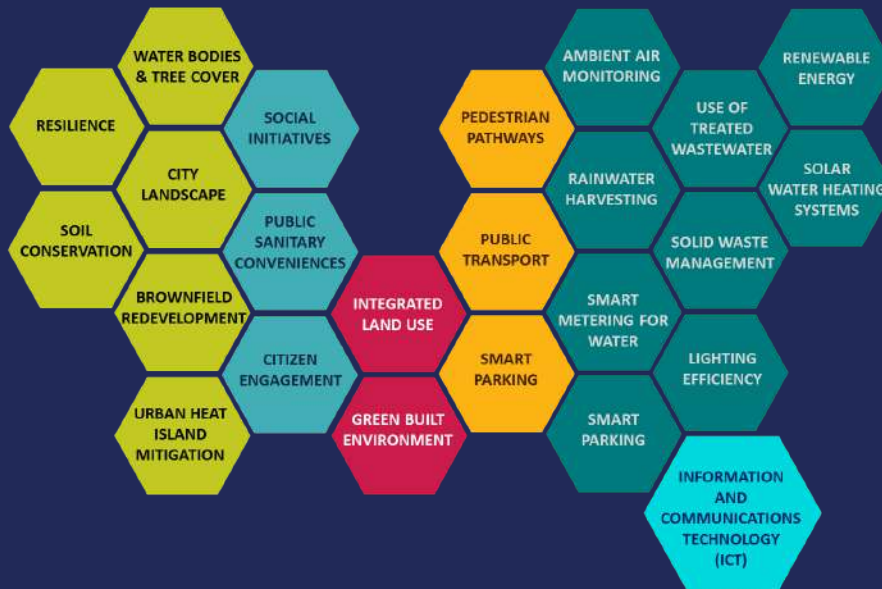 WATER BODIES
& TREE COVER
RESILIENCE
CITY
LANDSCAPE
SOIL
CONSERVATION
BROWNFIELD
REDEVELOPMENT
URBAN HEAT
ISLAND
MITIGATION
SOCIAL
INITIATIVES
PUBLIC
SANITARY
CONVENIENCES
CITIZEN
ENGAGEMENT
INTEGRATED
LAND USE
GREEN BUILT
ENVIRONMENT
PEDESTRIAN
PATHWAYS
PUBLIC
TRANSPORT
SMART
PARKING
AMBIENT AIR
MONITORING
RAINWATER
HARVESTING
SMART
METERING FOR
WATER
SMART
PARKING
USE OF
TREATED
WASTEWATER
SOLID WASTE
MANAGEMENT
LIGHTING
EFFICIENCY
RENEWABLE
ENERGY
SOLAR
WATER HEATING
SYSTEMS
INFORMATION
AND
COMMUNICATIONS
TECHNOLOGY
(ICT)